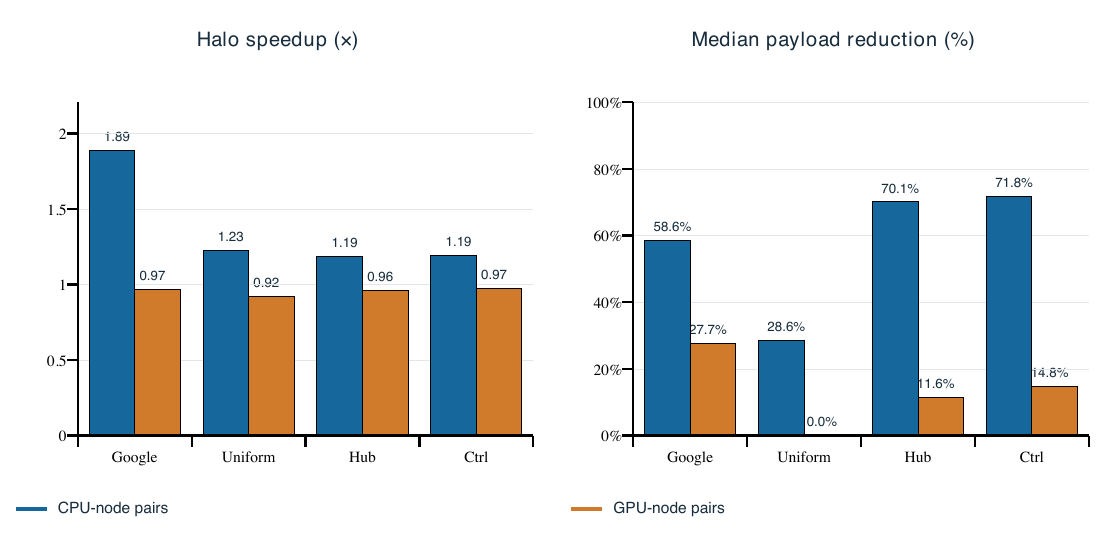 Halo speedup (×)
Median payload reduction (%)
2
1.5
1
0.5
0
1.89
0.97
1.23
0.92
1.19
0.96
1.19
0.97
Google
Uniform
Hub
Ctrl
100%
80%
60%
40%
20%
0%
58.6%
27.7%
28.6%
0.0%
70.1%
11.6%
71.8%
14.8%
Google
Uniform
Hub
Ctrl
CPU-node pairs
GPU-node pairs